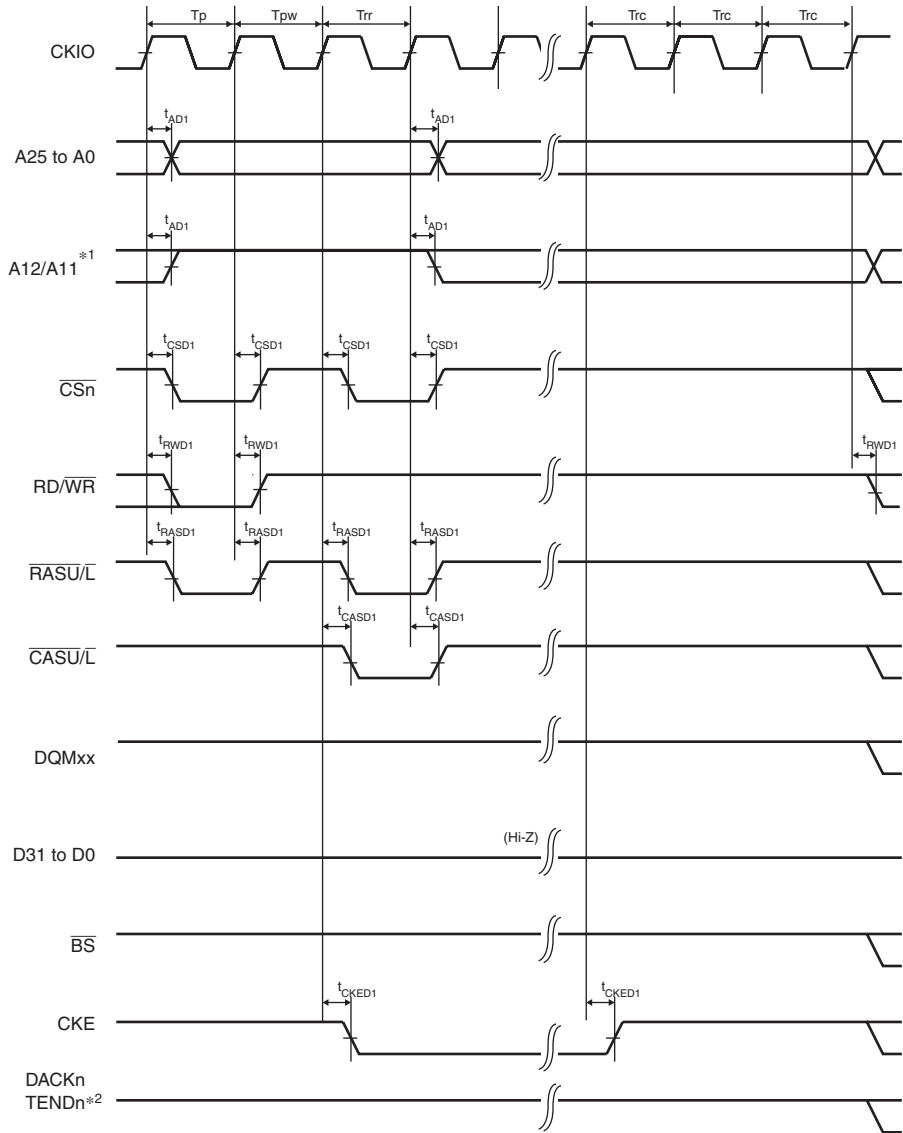 Tp Tpw Trr Trc Trc Trc
CKIO
tAD1 tAD1
A25 to A0
tAD1 tAD1
A12/A11*1
tCSD1 tCSD1 tCSD1 tCSD1
CSn
tRWD1 tRWD1 tRWD1
RD/WR
tRASD1 tRASD1 tRASD1 tRASD1
RASU/L
tCASD1 tCASD1
CASU/L
DQMxx
(Hi-Z)
D31 to D0
BS
tCKED1 tCKED1
CKE
DACKn
TENDn*2